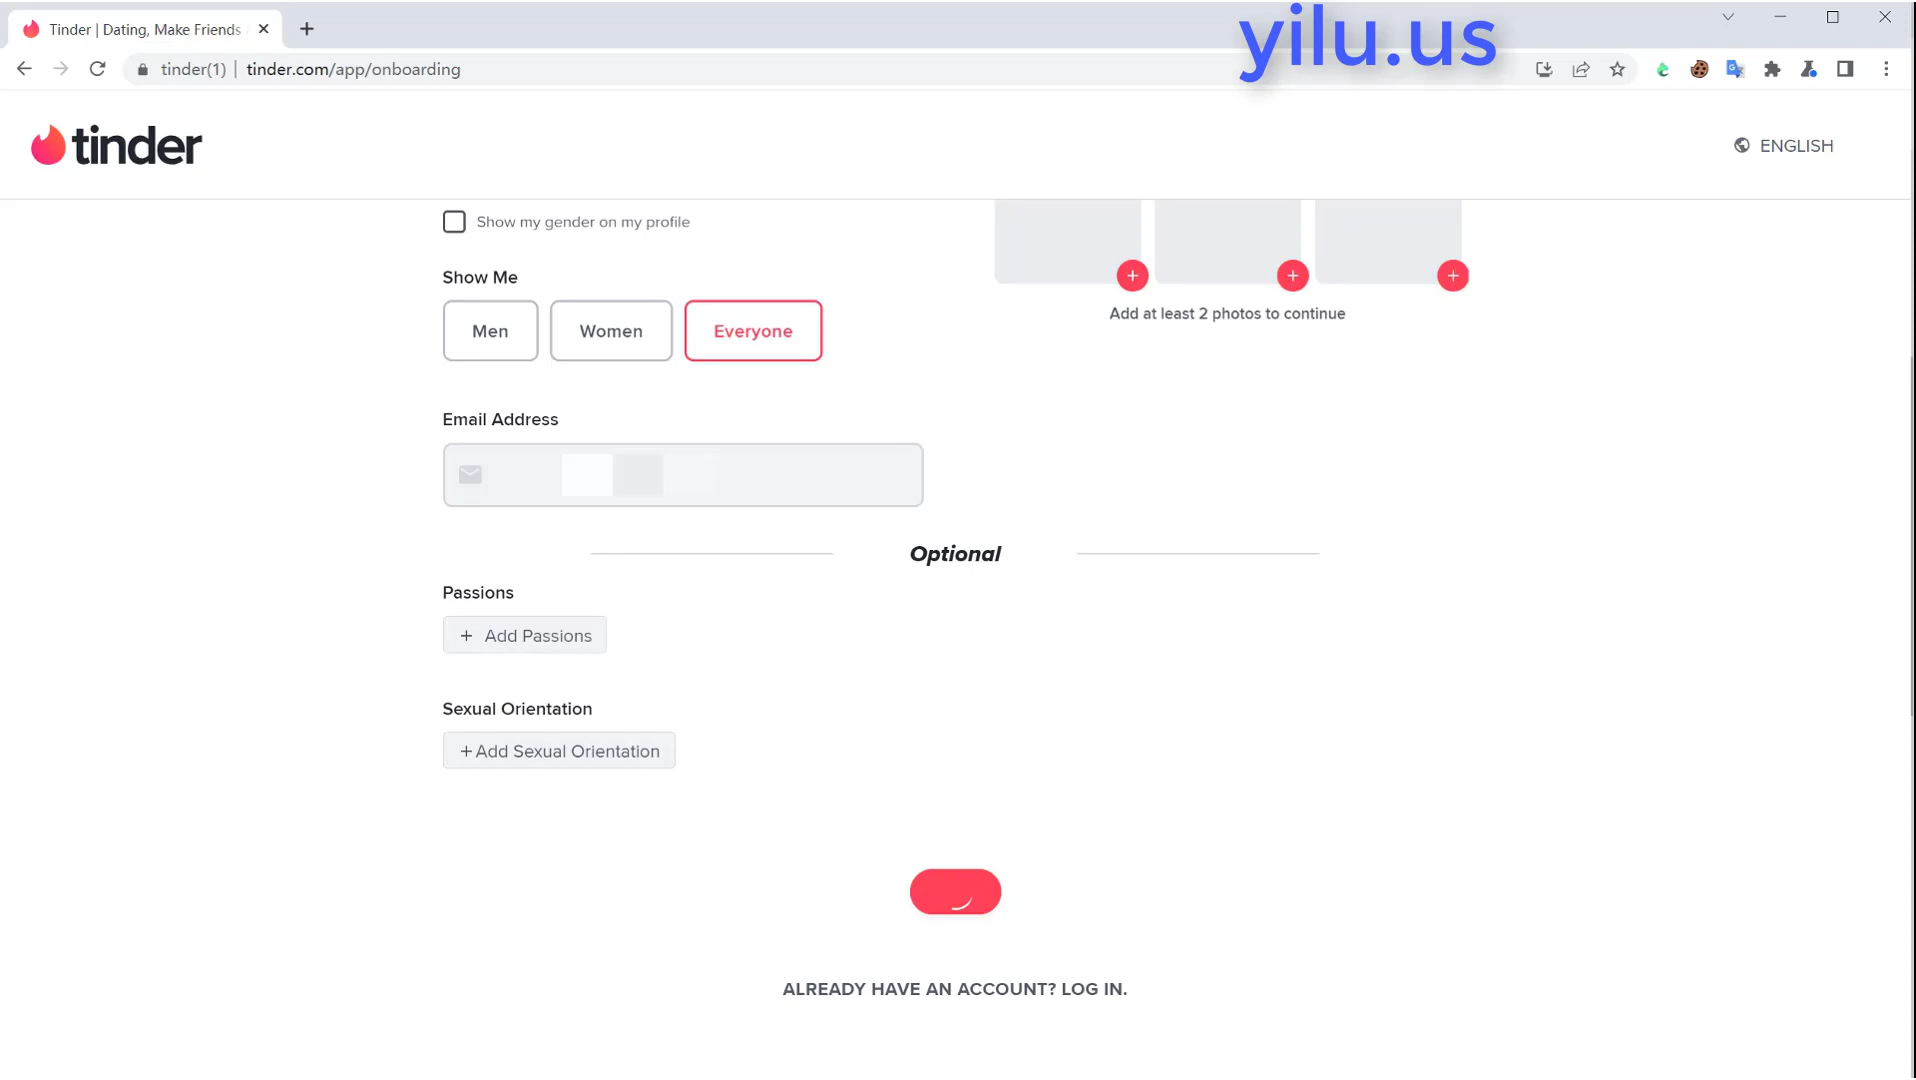 Tinder | Dating, Make Friends
yilu.us
tinder(1) | tinder.com/app/onboarding
tinder
ENGLISH
Show my gender on my profile
Show Me
Men
Women
Everyone
Add at least 2 photos to continue
Email Address
Optional
Passions
+ Add Passions
Sexual Orientation
+ Add Sexual Orientation
ALREADY HAVE AN ACCOUNT? LOG IN.